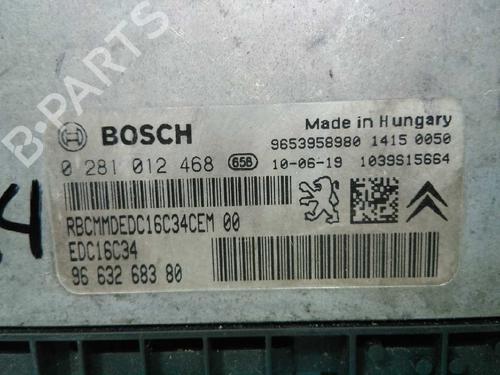 BOSCH
Made in Hungary
9653958980 1415 0050
0 281 012 468 658 10-06-19 1039S15664
RBCMMDEDC16C34CEM 00
EDC16C34
96 632 683 80
4
B-PARTS